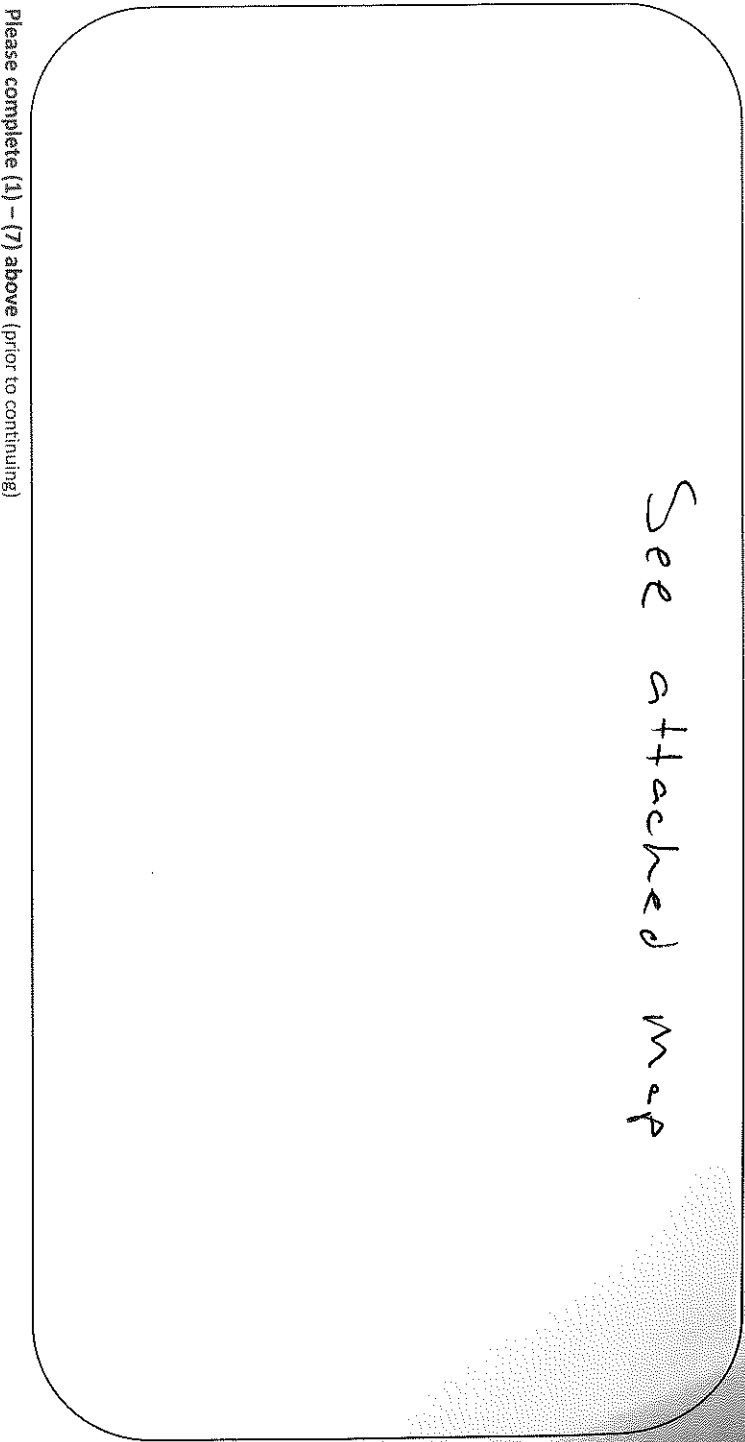 See attached map
Please complete (1) – (7) above (prior to continuing)